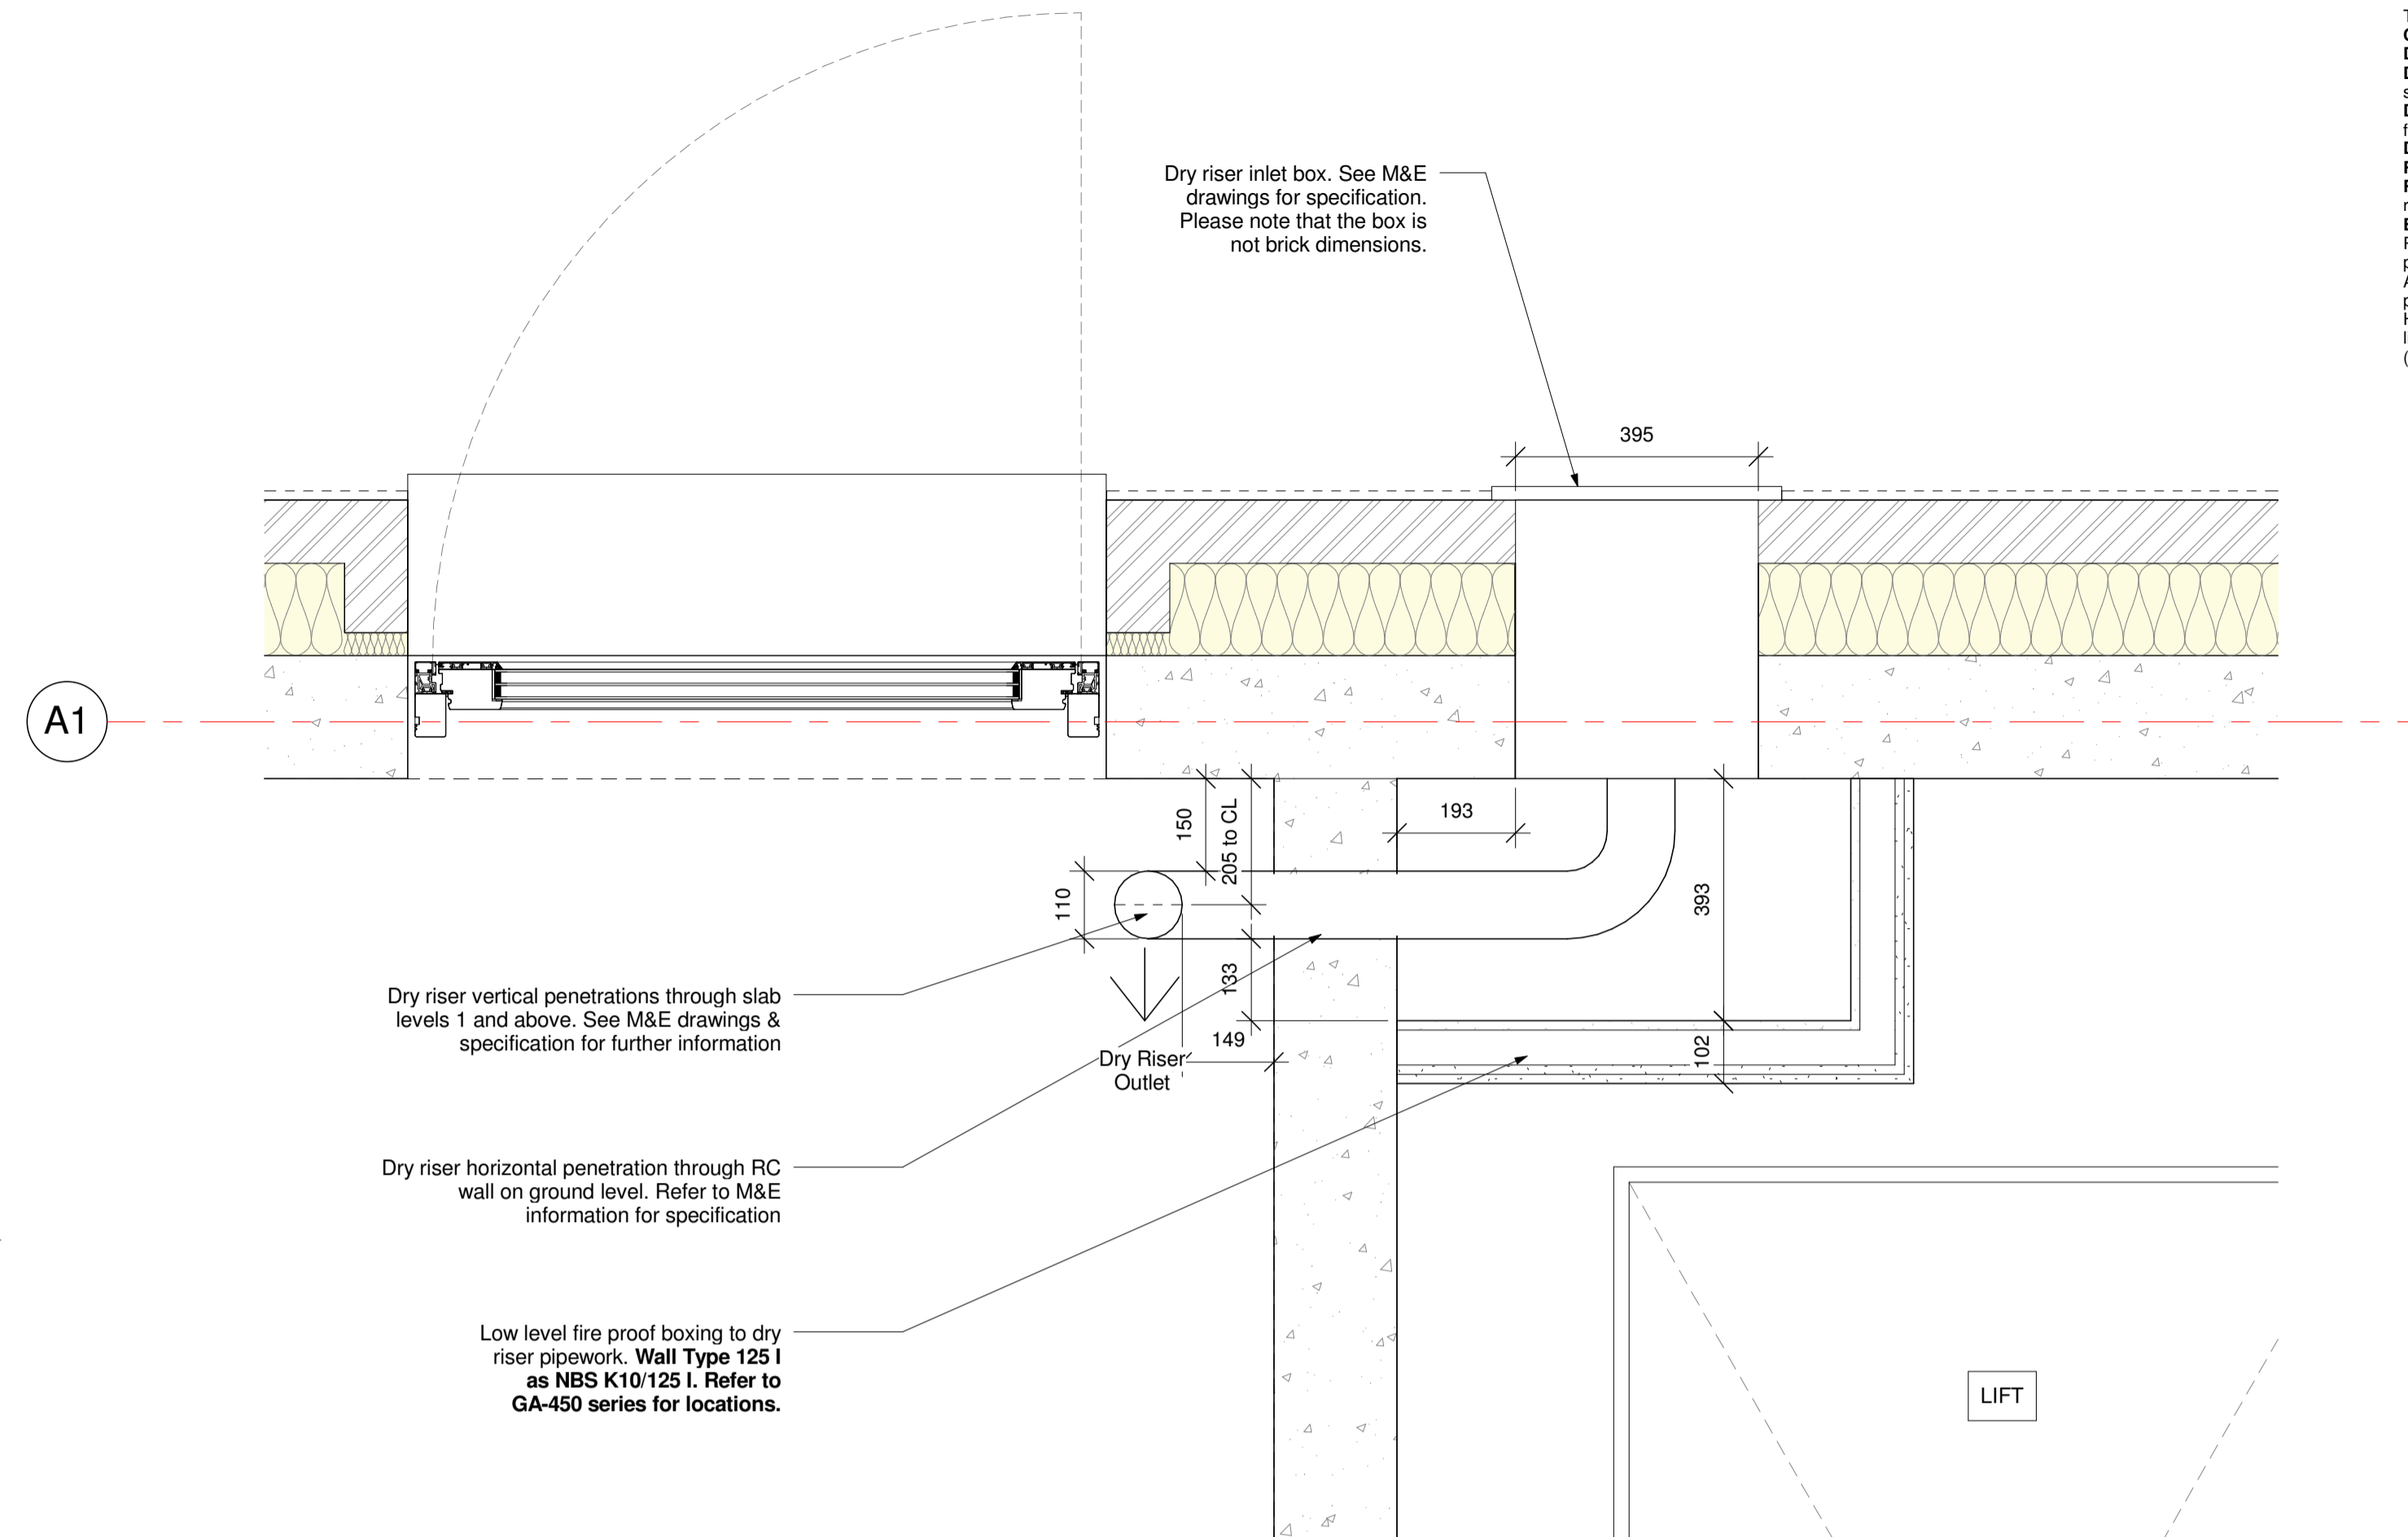 Dry riser inlet box. See M&E
drawings for specification.
Please note that the box is
not brick dimensions.
395
A1
193
150
205 to CL
110
393
133
149
102
Dry Riser
Outlet
Dry riser vertical penetrations through slab
levels 1 and above. See M&E drawings &
specification for further information
Dry riser horizontal penetration through RC
wall on ground level. Refer to M&E
information for specification
Low level fire proof boxing to dry
riser pipework. Wall Type 125 I
as NBS K10/125 I. Refer to
GA-450 series for locations.
LIFT